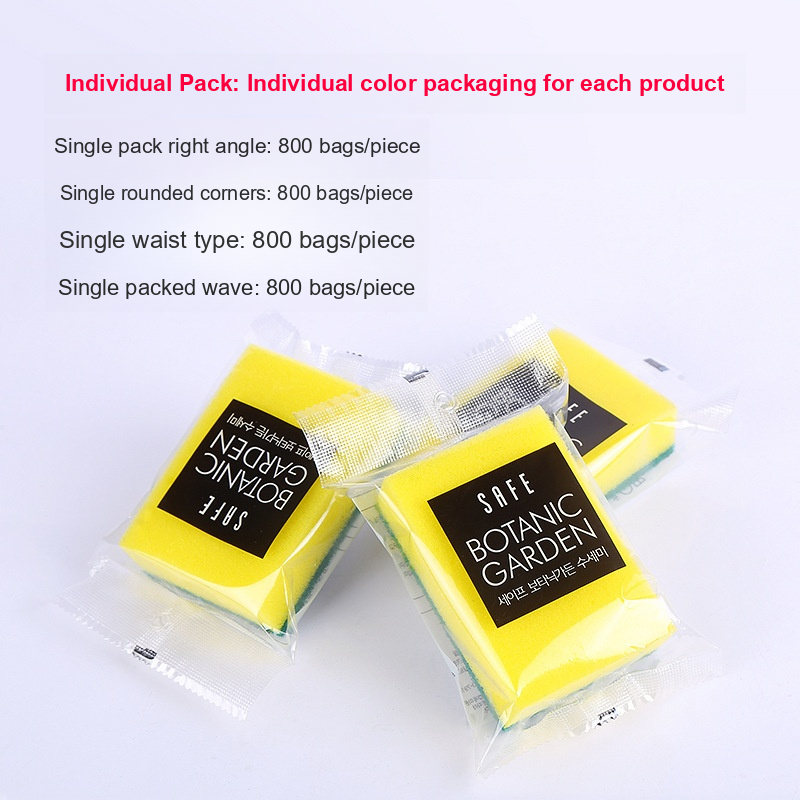 Individual Pack: Individual color packaging for each product
Single pack right angle: 800 bags/piece
Single rounded corners: 800 bags/piece
Single waist type: 800 bags/piece
Single packed wave: 800 bags/piece
SAFE
BOTANIC
GARDEN
세이프 보타닉가든 수세미
SAFE
BOTANIC
GARDEN
세이프 보타닉가든 수세미
SAFE